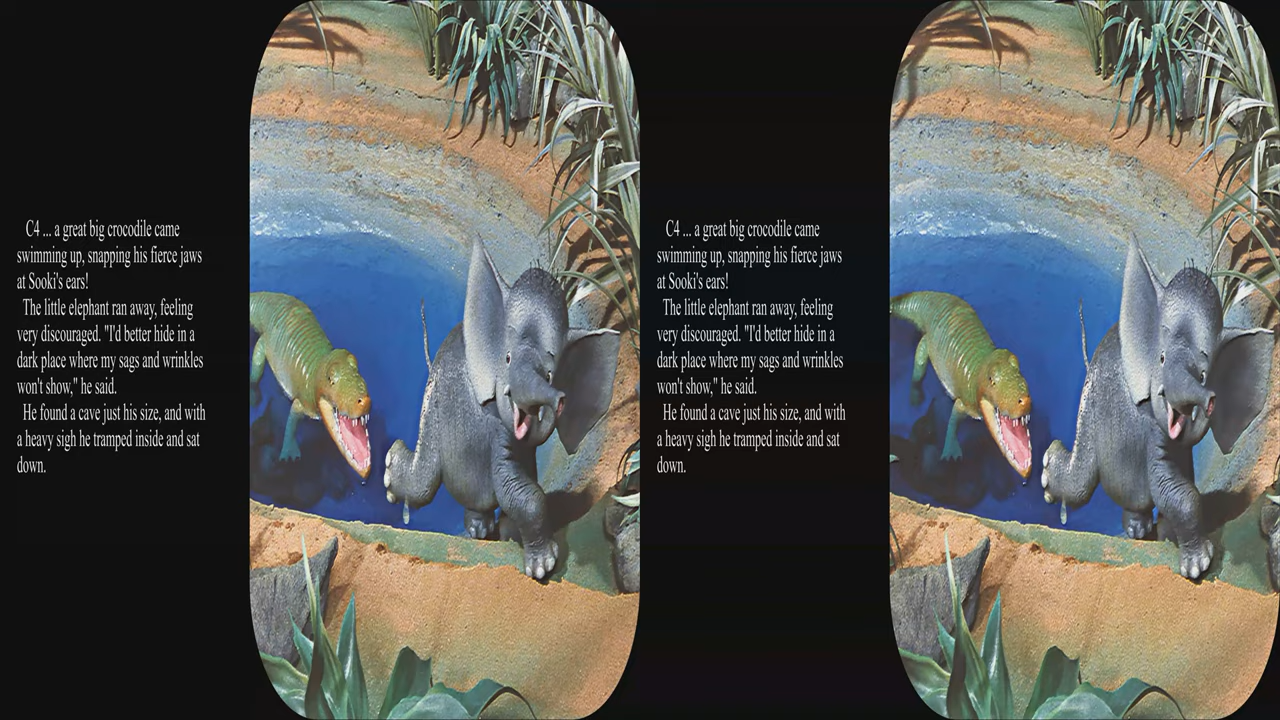 C4 ... a great big crocodile came
swimming up, snapping his fierce jaws
at Sooki's ears!
The little elephant ran away, feeling
very discouraged. "I'd better hide in a
dark place where my sags and wrinkles
won't show," he said.
He found a cave just his size, and with
a heavy sigh he tramped inside and sat
down.
C4 ... a great big crocodile came
swimming up, snapping his fierce jaws
at Sooki's ears!
The little elephant ran away, feeling
very discouraged. "I'd better hide in a
dark place where my sags and wrinkles
won't show," he said.
He found a cave just his size, and with
a heavy sigh he tramped inside and sat
down.